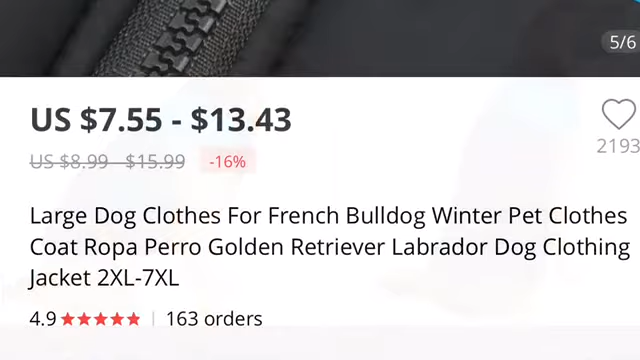 5/6
US $7.55 - $13.43
US $8.99 - $15.99 -16%
2193
Large Dog Clothes For French Bulldog Winter Pet Clothes
Coat Ropa Perro Golden Retriever Labrador Dog Clothing
Jacket 2XL-7XL
4.9 ★★★★★ | 163 orders